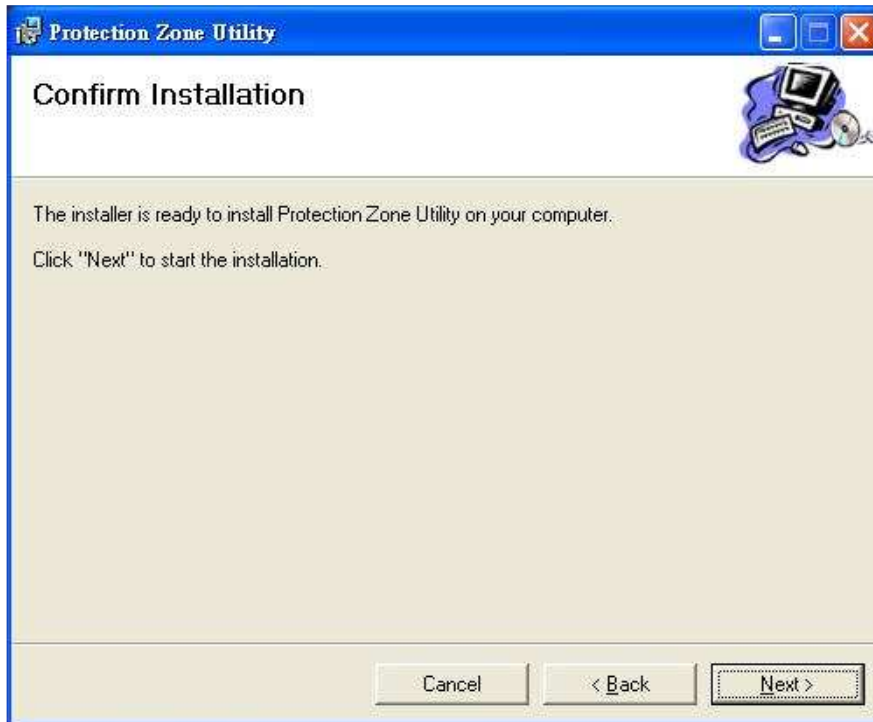 Protection Zone Utility
Confirm Installation
The installer is ready to install Protection Zone Utility on your computer.
Click "Next" to start the installation.
Cancel
< Back
Next >